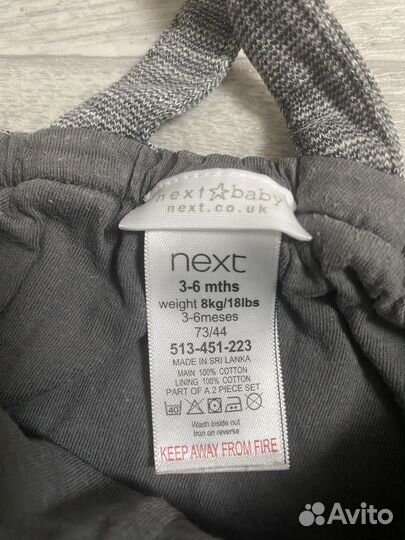 next☆baby
next.co.uk
next
3-6 mths
weight 8kg/18lbs
3-6meses
73/44
513-451-223
MADE IN SRI LANKA
MAIN 100% COTTON
LINING 100% COTTON
PART OF A 2 PIECE SET
40
Wash inside out
Iron on reverse
KEEP AWAY FROM FIRE
Avito